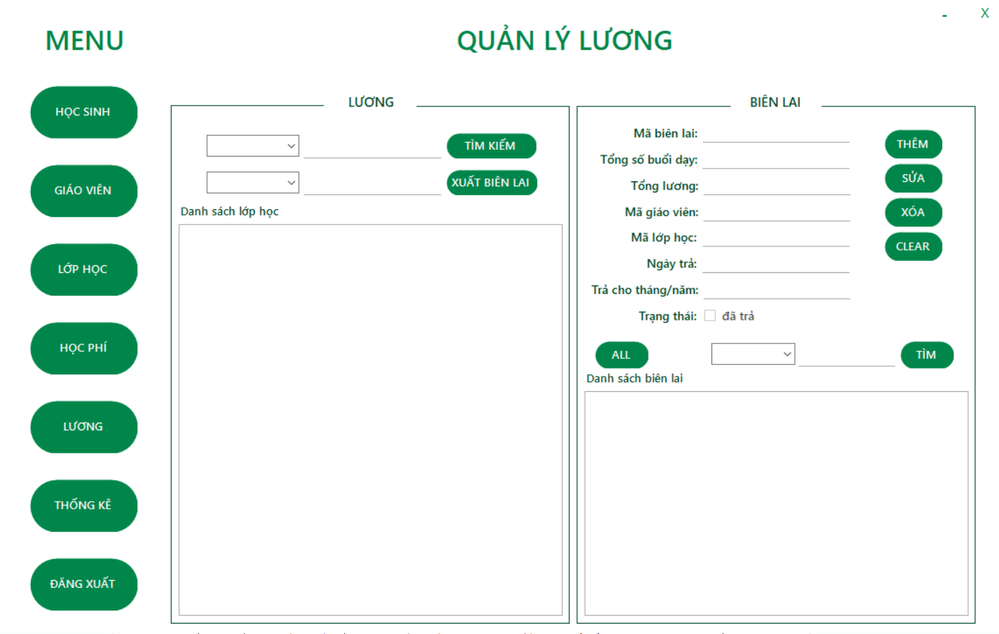 - X
MENU
QUẢN LÝ LƯƠNG
HỌC SINH
GIÁO VIÊN
LỚP HỌC
HỌC PHÍ
LƯƠNG
THỐNG KÊ
ĐĂNG XUẤT
LƯƠNG
TÌM KIẾM
XUẤT BIÊN LAI
Danh sách lớp học
BIÊN LAI
Mã biên lai:
Tổng số buổi dạy:
Tổng lương:
Mã giáo viên:
Mã lớp học:
Ngày trả:
Trả cho tháng/năm:
Trạng thái: đã trả
THÊM
SỬA
XÓA
CLEAR
ALL
TÌM
Danh sách biên lai